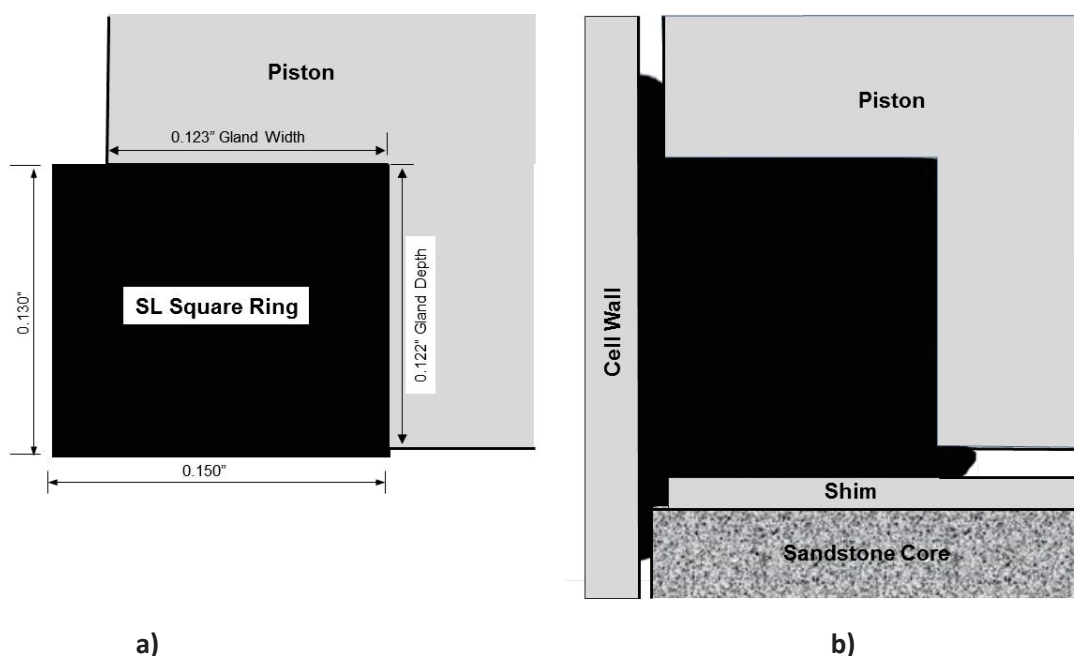 Piston
0.123” Gland Width
0.130"
SL Square Ring
0.122" Gland Depth
0.150"
a)
Piston
Cell Wall
Shim
Sandstone Core
b)